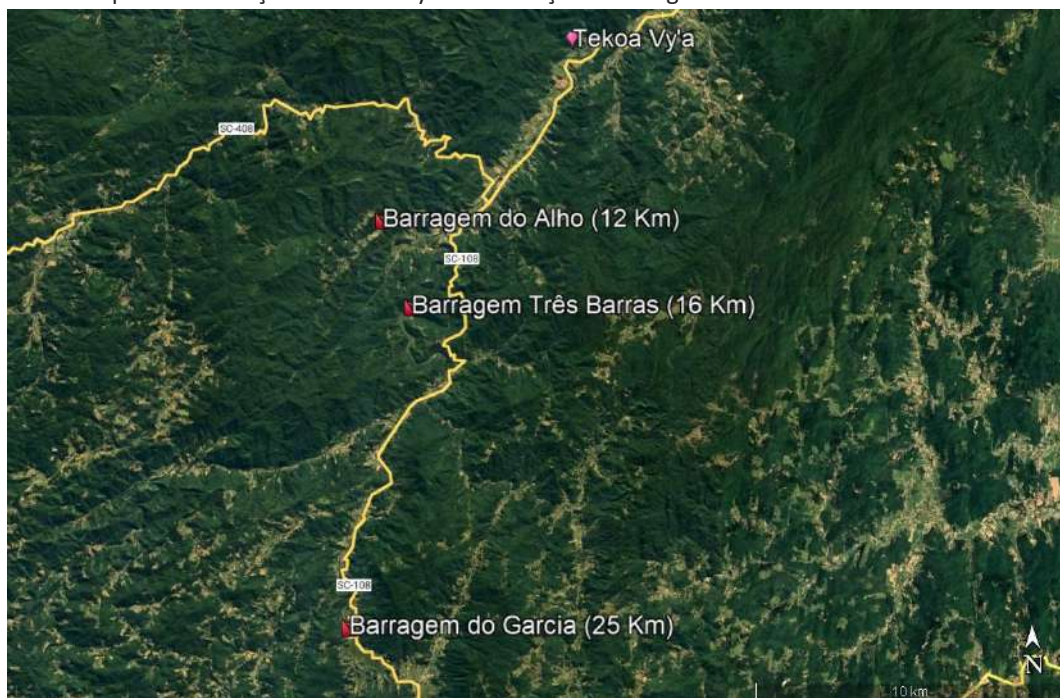 Tekoa Vy'a
SC-408
Barragem do Alho (12 Km)
SC-108
Barragem Três Barras (16 Km)
SC-108
Barragem do Garcia (25 Km)
N
10 km